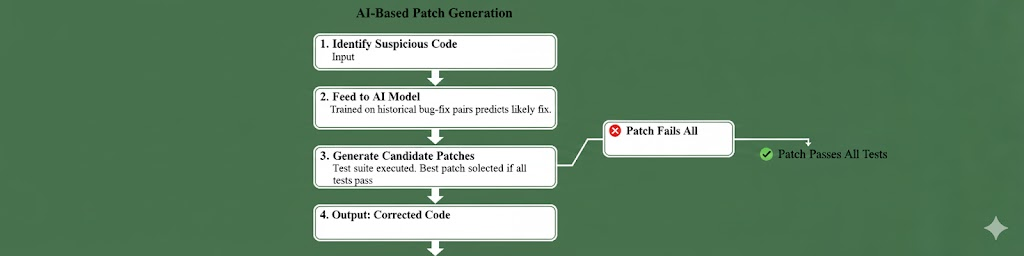 AI-Based Patch Generation
1. Identify Suspicious Code
Input
2. Feed to AI Model
Trained on historical bug-fix pairs predicts likely fix.
3. Generate Candidate Patches
Test suite executed. Best patch selected if all
tests pass
Patch Fails All
Patch Passes All Tests
4. Output: Corrected Code